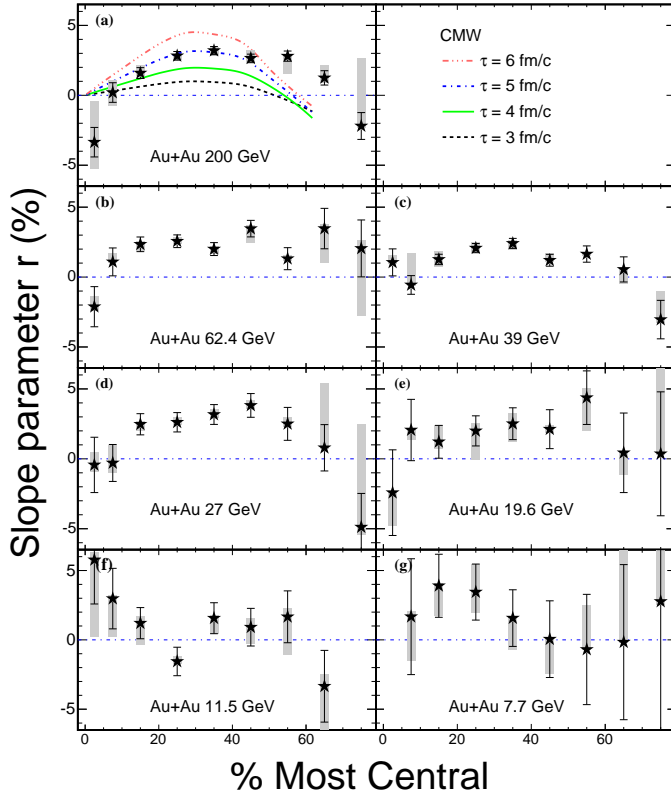 (a)
5
0
-5
Au+Au 200 GeV
CMW
τ = 6 fm/c
τ = 5 fm/c
τ = 4 fm/c
τ = 3 fm/c
(b)
5
0
-5
Au+Au 62.4 GeV
(c)
Au+Au 39 GeV
(d)
5
0
-5
Au+Au 27 GeV
(e)
Au+Au 19.6 GeV
(f)
5
0
-5
Au+Au 11.5 GeV
(g)
Au+Au 7.7 GeV
0 20 40 60
0 20 40 60
Slope parameter r (%)
% Most Central